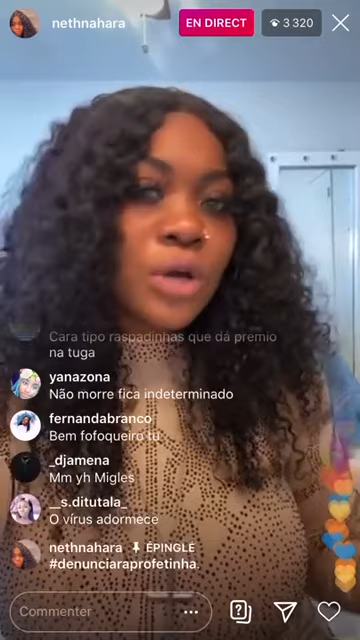 nethnahara
EN DIRECT
3 320
Cara tipo raspadinhas que dá premio
na tuga
yanazona
Não morre fica indeterminado
fernandabranco
Bem fofoqueiro tu
_djamena
Mm yh Migles
__s.ditutala_
O vírus adormece
nethnahara ÉPINGLÉ
#denunciaraprofetinha.
Commenter